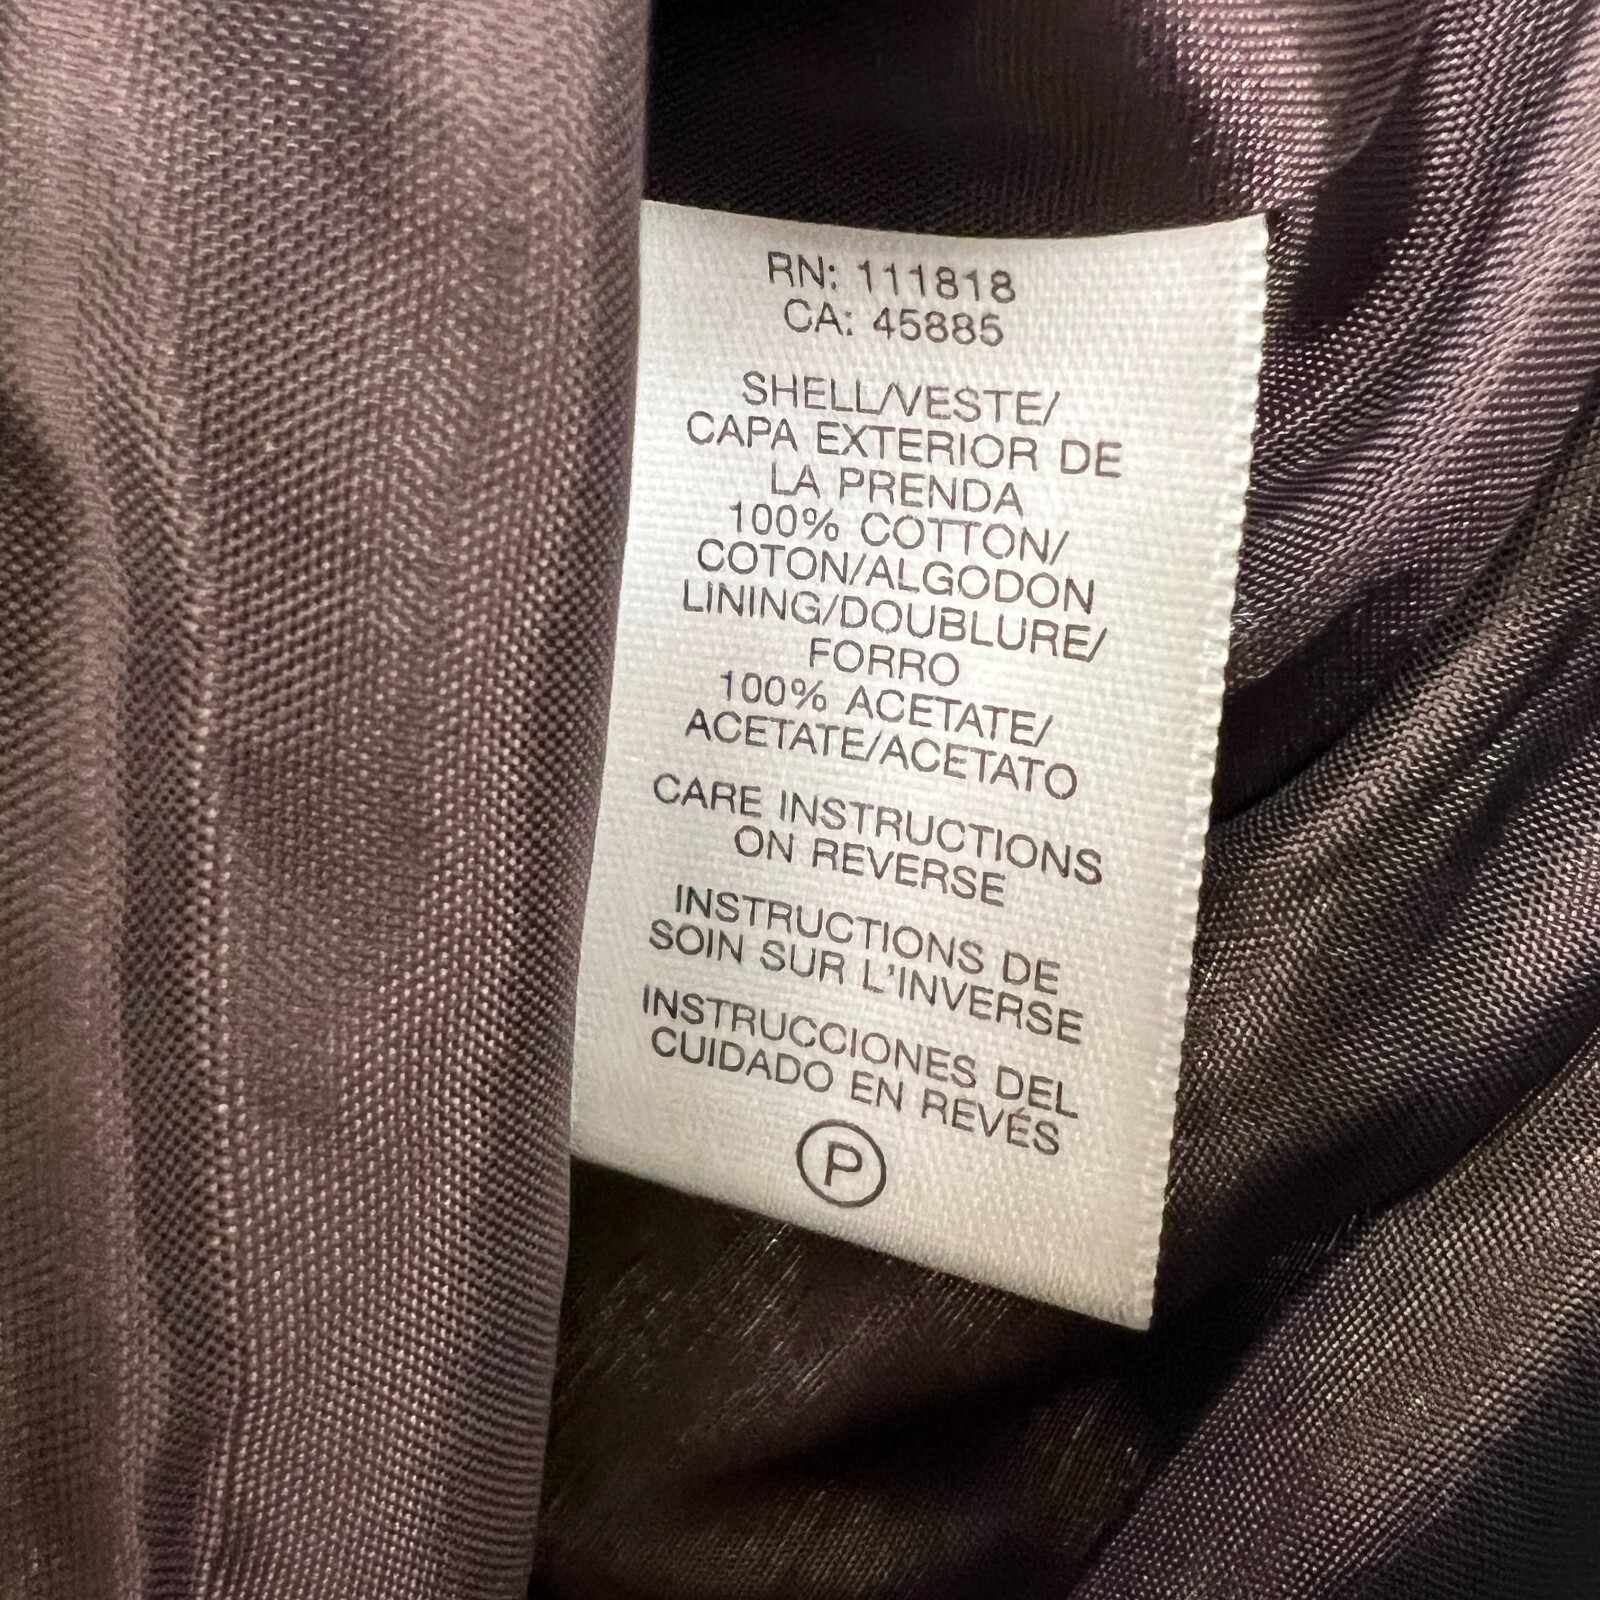 RN: 111818
CA: 45885
SHELL/VESTE/
CAPA EXTERIOR DE
LA PRENDA
100% COTTON/
COTON/ALGODON
LINING/DOUBLURE/
FORRO
100% ACETATE/
ACETATE/ACETATO
CARE INSTRUCTIONS
ON REVERSE
INSTRUCTIONS DE
SOIN SUR L'INVERSE
INSTRUCCIONES DEL
CUIDADO EN REVÉS
P